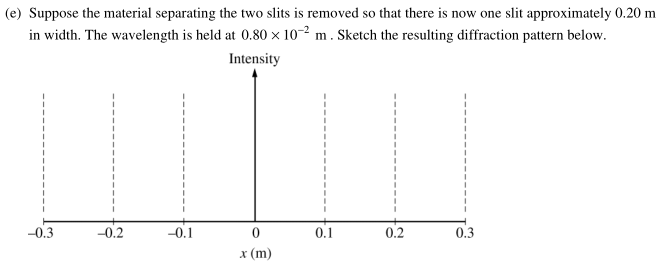 (e) Suppose the material separating the two slits is removed so that there is now one slit approximately 0.20 m
in width. The wavelength is held at 0.80 × 10⁻² m . Sketch the resulting diffraction pattern below.
Intensity
–0.3 –0.2 –0.1 0 0.1 0.2 0.3
x (m)